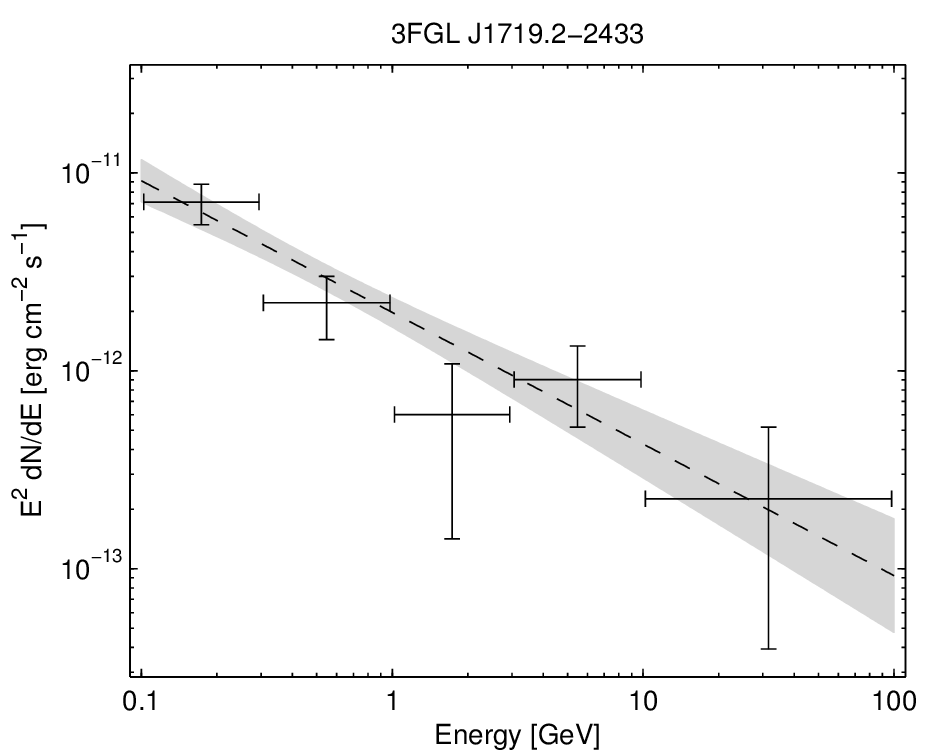 3FGL J1719.2−2433
10⁻¹¹
10⁻¹²
10⁻¹³
E² dN/dE [erg cm⁻² s⁻¹]
0.1 1 10 100
Energy [GeV]